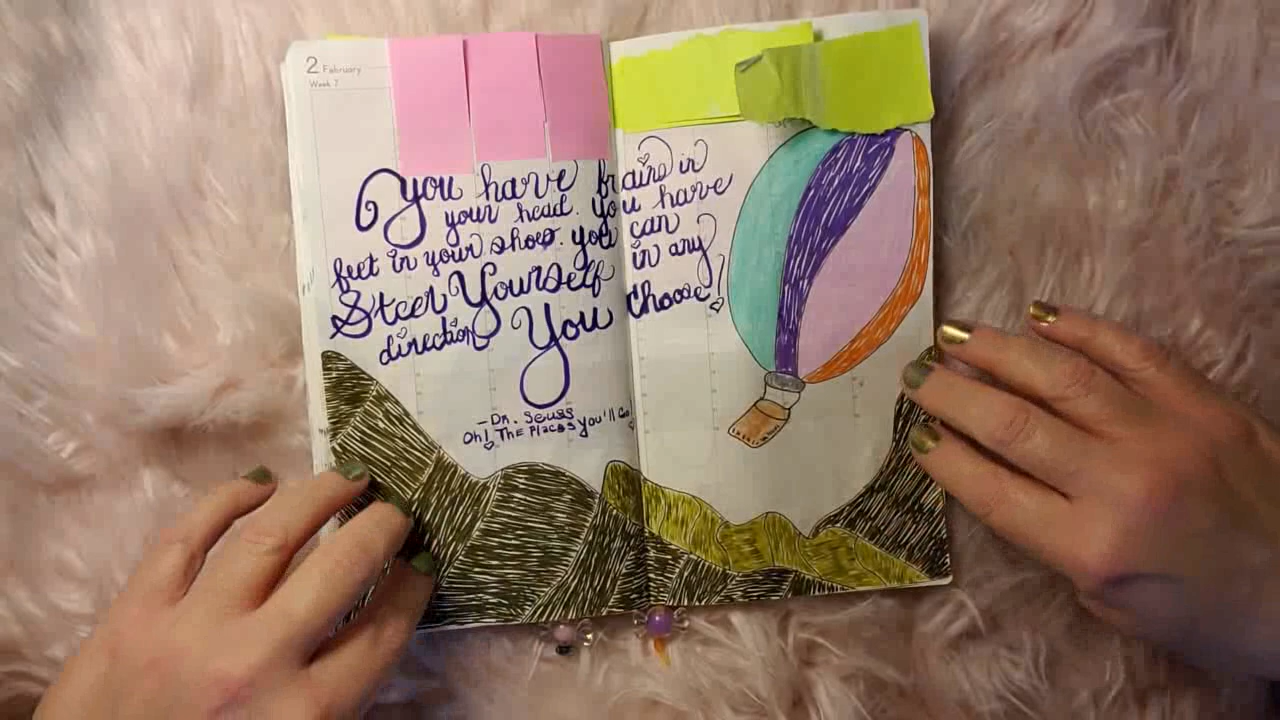 2 February
Week 7
You have brains in
your head. You have
feet in your shoes. You can
Steer Yourself in any
direction You Choose!
-Dr. Seuss
Oh! The Places you'll Go!